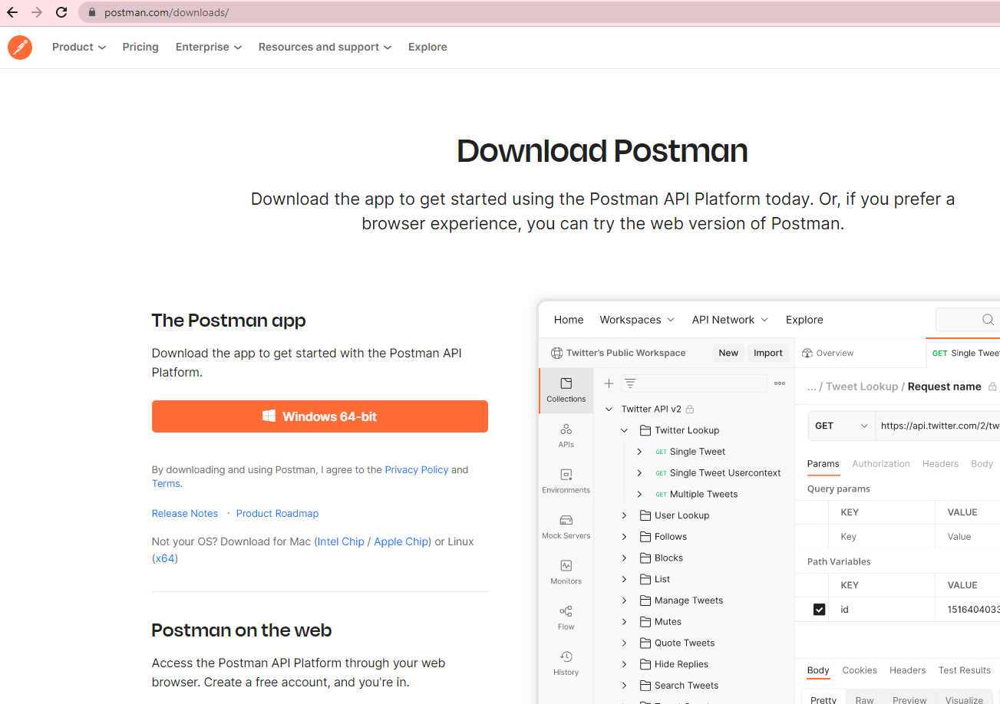 postman.com/downloads/
Product Pricing Enterprise Resources and support Explore
Download Postman
Download the app to get started using the Postman API Platform today. Or, if you prefer a
browser experience, you can try the web version of Postman.
The Postman app
Download the app to get started with the Postman API
Platform.
Windows 64-bit
By downloading and using Postman, I agree to the Privacy Policy and
Terms.
Release Notes · Product Roadmap
Not your OS? Download for Mac (Intel Chip / Apple Chip) or Linux
(x64)
Postman on the web
Access the Postman API Platform through your web
browser. Create a free account, and you're in.
Home Workspaces API Network Explore
Twitter's Public Workspace New Import
Collections
APIs
Environments
Mock Servers
Monitors
Flow
History
Twitter API v2
Twitter Lookup
GET Single Tweet
GET Single Tweet Usercontext
GET Multiple Tweets
User Lookup
Follows
Blocks
List
Manage Tweets
Mutes
Quote Tweets
Hide Replies
Search Tweets
Overview GET Single Twee
... / Tweet Lookup / Request name
GET https://api.twitter.com/2/tw
Params Authorization Headers Body
Query params
KEY VALUE
Key Value
Path Variables
KEY VALUE
id 1516404033
Body Cookies Headers Test Results
Pretty Raw Preview Visualize